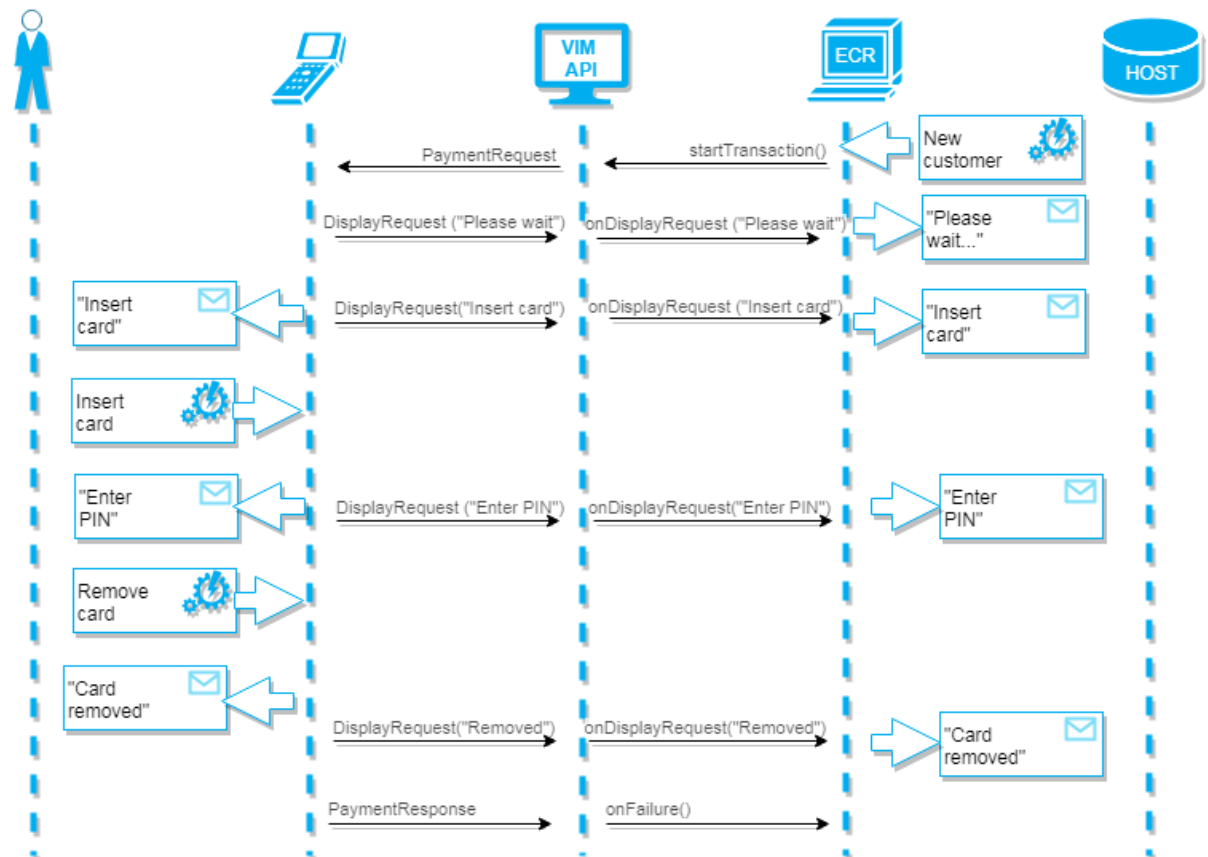 VIM
API
ECR
HOST
New
customer
PaymentRequest
startTransaction()
DisplayRequest ("Please wait")
onDisplayRequest ("Please wait")
"Please
wait..."
"Insert
card"
DisplayRequest("Insert card")
onDisplayRequest ("Insert card")
"Insert
card"
Insert
card
"Enter
PIN"
DisplayRequest ("Enter PIN")
onDisplayRequest("Enter PIN")
"Enter
PIN"
Remove
card
"Card
removed"
DisplayRequest("Removed")
onDisplayRequest("Removed")
"Card
removed"
PaymentResponse
onFailure()